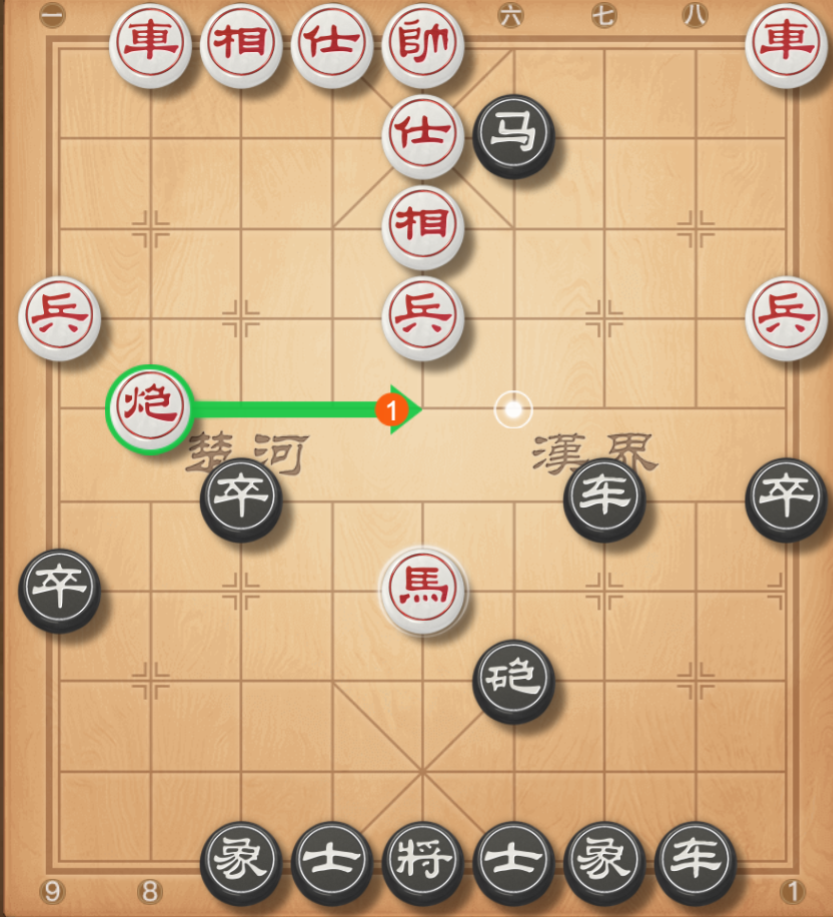 一 六 七 八
車 相 仕 帥 車
仕 马
相
兵 兵 兵
炮 1
楚 河 漢 界
卒 车 卒
卒 馬
砲
象 士 将 士 象 车
9 8 1